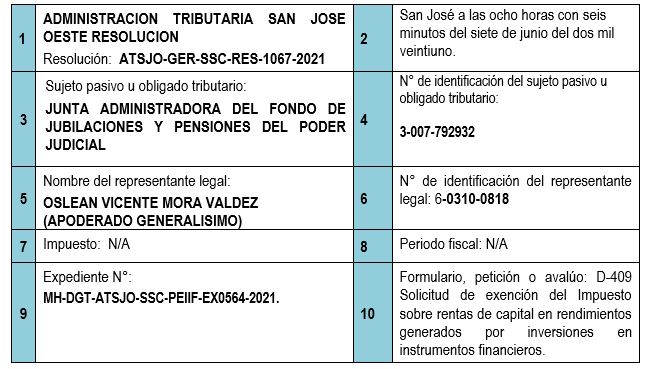 1
ADMINISTRACION TRIBUTARIA SAN JOSE
OESTE RESOLUCION
Resolución: ATSJO-GER-SSC-RES-1067-2021
2
San José a las ocho horas con seis
minutos del siete de junio del dos mil
veintiuno.
3
Sujeto pasivo u obligado tributario:
JUNTA ADMINISTRADORA DEL FONDO DE
JUBILACIONES Y PENSIONES DEL PODER
JUDICIAL
4
N° de identificación del sujeto pasivo u
obligado tributario:
3-007-792932
5
Nombre del representante legal:
OSLEAN VICENTE MORA VALDEZ
(APODERADO GENERALISIMO)
6
N° de identificación del representante
legal: 6-0310-0818
7
Impuesto: N/A
8
Periodo fiscal: N/A
9
Expediente N°:
MH-DGT-ATSJO-SSC-PEIIF-EX0564-2021.
10
Formulario, petición o avalúo: D-409
Solicitud de exención del Impuesto
sobre rentas de capital en rendimientos
generados por inversiones en
instrumentos financieros.